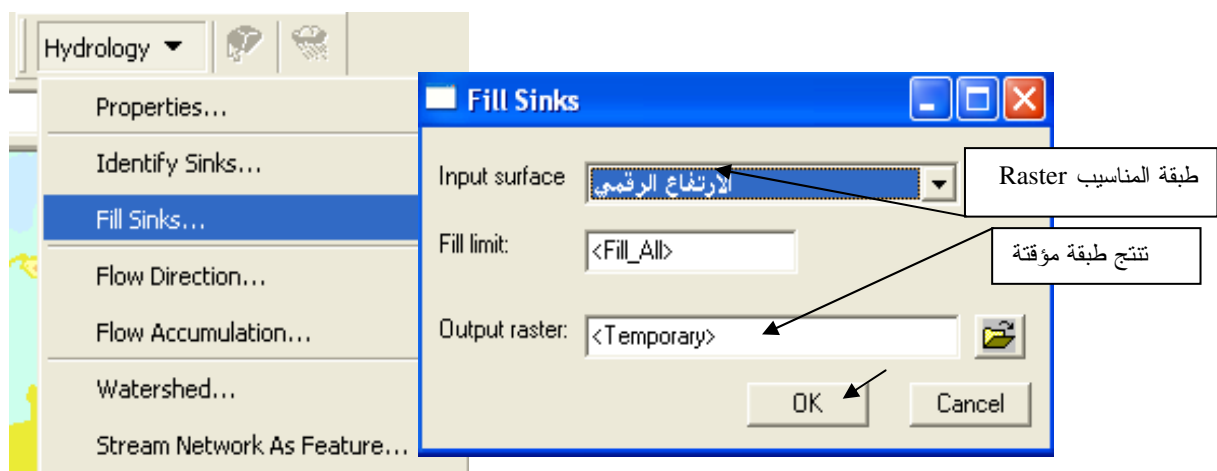 Hydrology
Properties...
Identify Sinks...
Fill Sinks...
Flow Direction...
Flow Accumulation...
Watershed...
Stream Network As Feature...
Fill Sinks
Input surface
الأرتفاع الرقمي
Fill limit:
<Fill_All>
Output raster:
<Temporary>
OK
Cancel
طبقة المناسيب Raster
تنتج طبقة مؤقتة